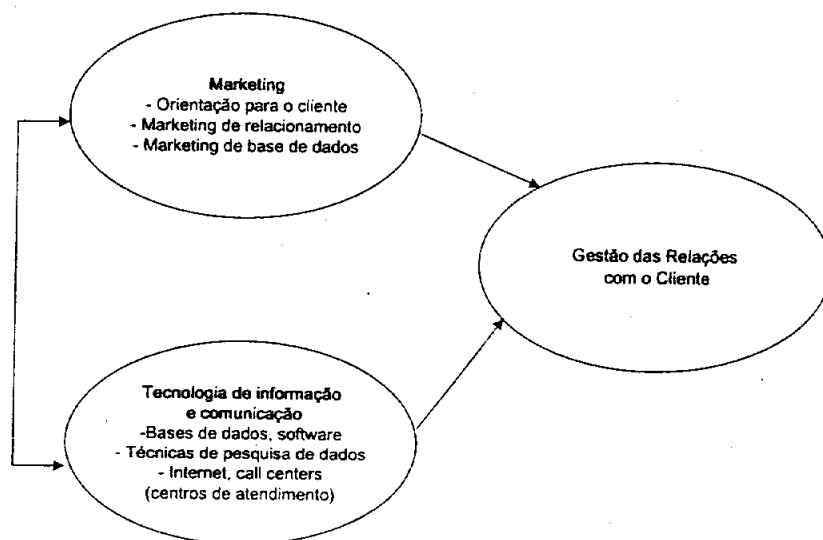 Marketing
- Orientação para o cliente
- Marketing de relacionamento
- Marketing de base de dados
Gestão das Relações
com o Cliente
Tecnologia de informação
e comunicação
-Bases de dados, software
- Técnicas de pesquisa de dados
- Internet, call centers
(centros de atendimento)